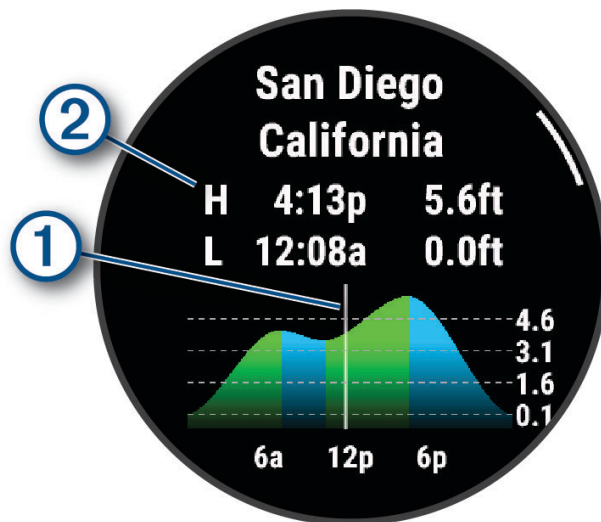 San Diego
California
2
H 4:13p 5.6ft
L 12:08a 0.0ft
1
4.6
3.1
1.6
0.1
6a 12p 6p